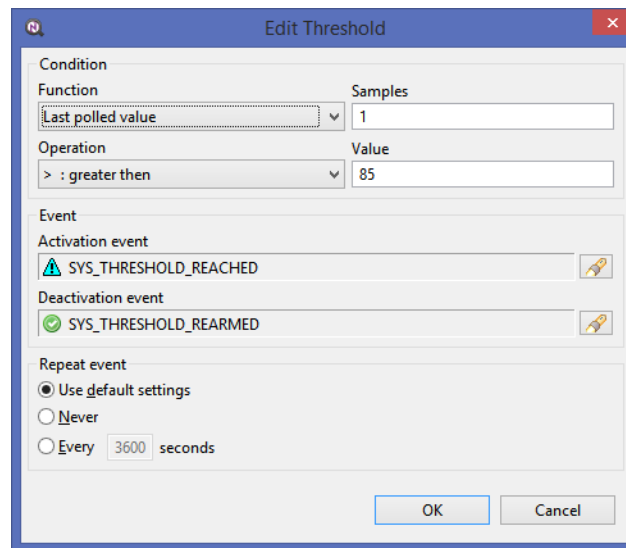 Edit Threshold
Condition
Function
Samples
Last polled value
1
Operation
Value
> : greater then
85
Event
Activation event
SYS_THRESHOLD_REACHED
Deactivation event
SYS_THRESHOLD_REARMED
Repeat event
Use default settings
Never
Every 3600 seconds
OK Cancel